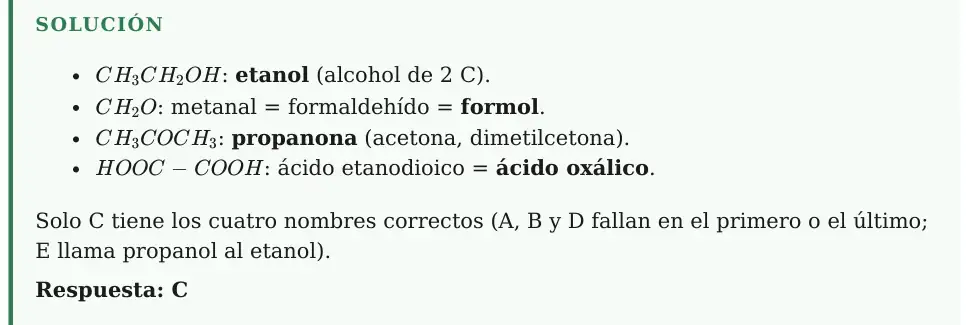 SOLUCIÓN
• CH₃CH₂OH: etanol (alcohol de 2 C).
• CH₂O: metanal = formaldehído = formol.
• CH₃COCH₃: propanona (acetona, dimetilcetona).
• HOOC − COOH: ácido etanodioico = ácido oxálico.
Solo C tiene los cuatro nombres correctos (A, B y D fallan en el primero o el último;
E llama propanol al etanol).
Respuesta: C